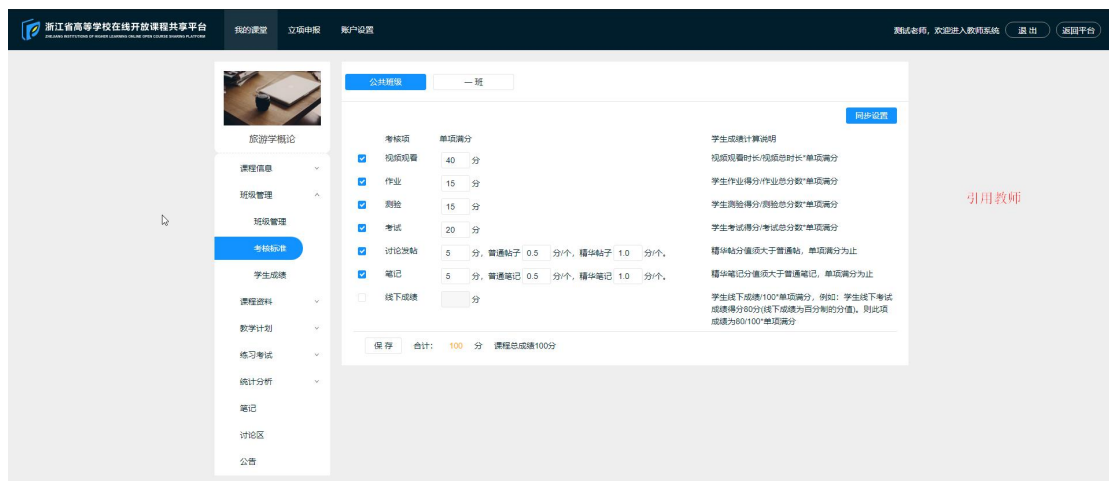 浙江省高等学校在线开放课程共享平台
ZHEJIANG INSTITUTIONS OF HIGHER LEARNING ONLINE OPEN COURSE SHARING PLATFORM
我的课堂 立项申报 账户设置
测试老师，欢迎进入教师系统 退 出 返回平台
旅游学概论
课程信息
班级管理
班级管理
考核标准
学生成绩
课程资料
教学计划
练习考试
统计分析
笔记
讨论区
公告
公共班级 一 班
同步设置
考核项 单项满分 学生成绩计算说明
视频观看 40 分 视频观看时长/视频总时长*单项满分
作业 15 分 学生作业得分/作业总分数*单项满分
测验 15 分 学生测验得分/测验总分数*单项满分
考试 20 分 学生考试得分/考试总分数*单项满分
讨论发帖 5 分，普通帖子 0.5 分/个，精华帖子 1.0 分/个。 精华帖分值须大于普通帖，单项满分为止
笔记 5 分，普通笔记 0.5 分/个，精华笔记 1.0 分/个。 精华笔记分值须大于普通笔记，单项满分为止
线下成绩 分 学生线下成绩/100*单项满分，例如：学生线下考试
成绩得分80分(线下成绩为百分制的分值)。则此项
成绩为80/100*单项满分
保 存 合计： 100 分 课程总成绩100分
引用教师